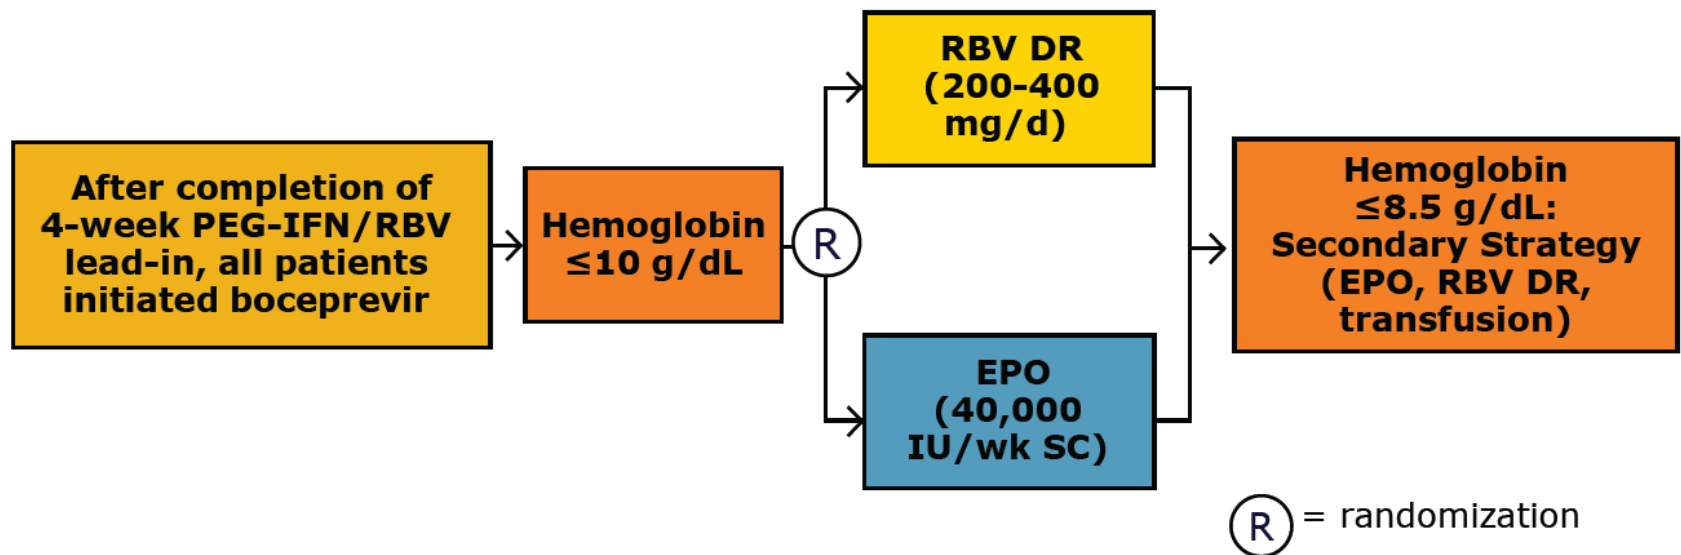 After completion of
4-week PEG-IFN/RBV
lead-in, all patients
initiated boceprevir
Hemoglobin
≤10 g/dL
R
RBV DR
(200-400
mg/d)
EPO
(40,000
IU/wk SC)
Hemoglobin
≤8.5 g/dL:
Secondary Strategy
(EPO, RBV DR,
transfusion)
R = randomization